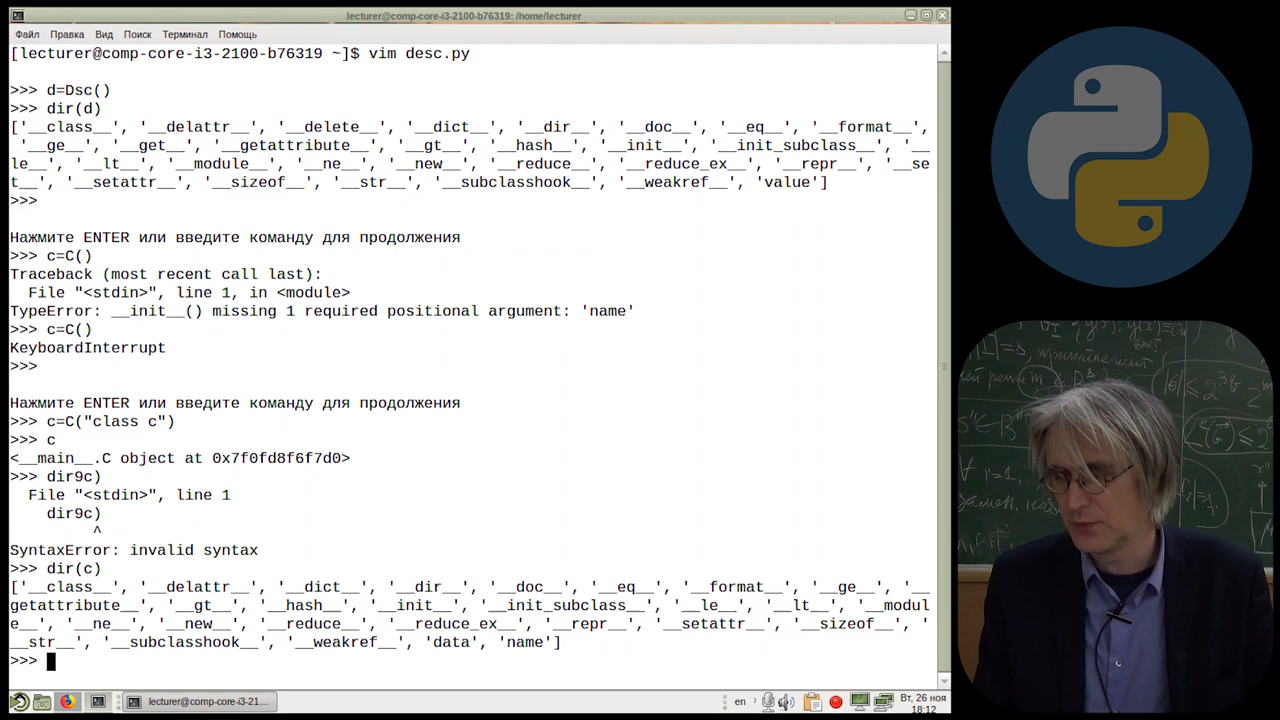 lecturer@comp-core-i3-2100-b76319: /home/lecturer
Файл Правка Вид Поиск Терминал Помощь
[lecturer@comp-core-i3-2100-b76319 ~]$ vim desc.py
>>> d=Dsc()
>>> dir(d)
['__class__', '__delattr__', '__delete__', '__dict__', '__dir__', '__doc__', '__eq__', '__format__',
'__ge__', '__get__', '__getattribute__', '__gt__', '__hash__', '__init__', '__init_subclass__', '__
le__', '__lt__', '__module__', '__ne__', '__new__', '__reduce__', '__reduce_ex__', '__repr__', '__se
t__', '__setattr__', '__sizeof__', '__str__', '__subclasshook__', '__weakref__', 'value']
>>>
Нажмите ENTER или введите команду для продолжения
>>> c=C()
Traceback (most recent call last):
File "<stdin>", line 1, in <module>
TypeError: __init__() missing 1 required positional argument: 'name'
>>> c=C()
KeyboardInterrupt
>>>
Нажмите ENTER или введите команду для продолжения
>>> c=C("class c")
>>> c
<__main__.C object at 0x7f0fd8f6f7d0>
>>> dir9c)
File "<stdin>", line 1
dir9c)
^
SyntaxError: invalid syntax
>>> dir(c)
['__class__', '__delattr__', '__dict__', '__dir__', '__doc__', '__eq__', '__format__', '__ge__', '__
getattribute__', '__gt__', '__hash__', '__init__', '__init_subclass__', '__le__', '__lt__', '__modul
e__', '__ne__', '__new__', '__reduce__', '__reduce_ex__', '__repr__', '__setattr__', '__sizeof__', '
__str__', '__subclasshook__', '__weakref__', 'data', 'name']
>>>
lecturer@comp-core-i3-21...
en
Вт, 26 ноя
18:12